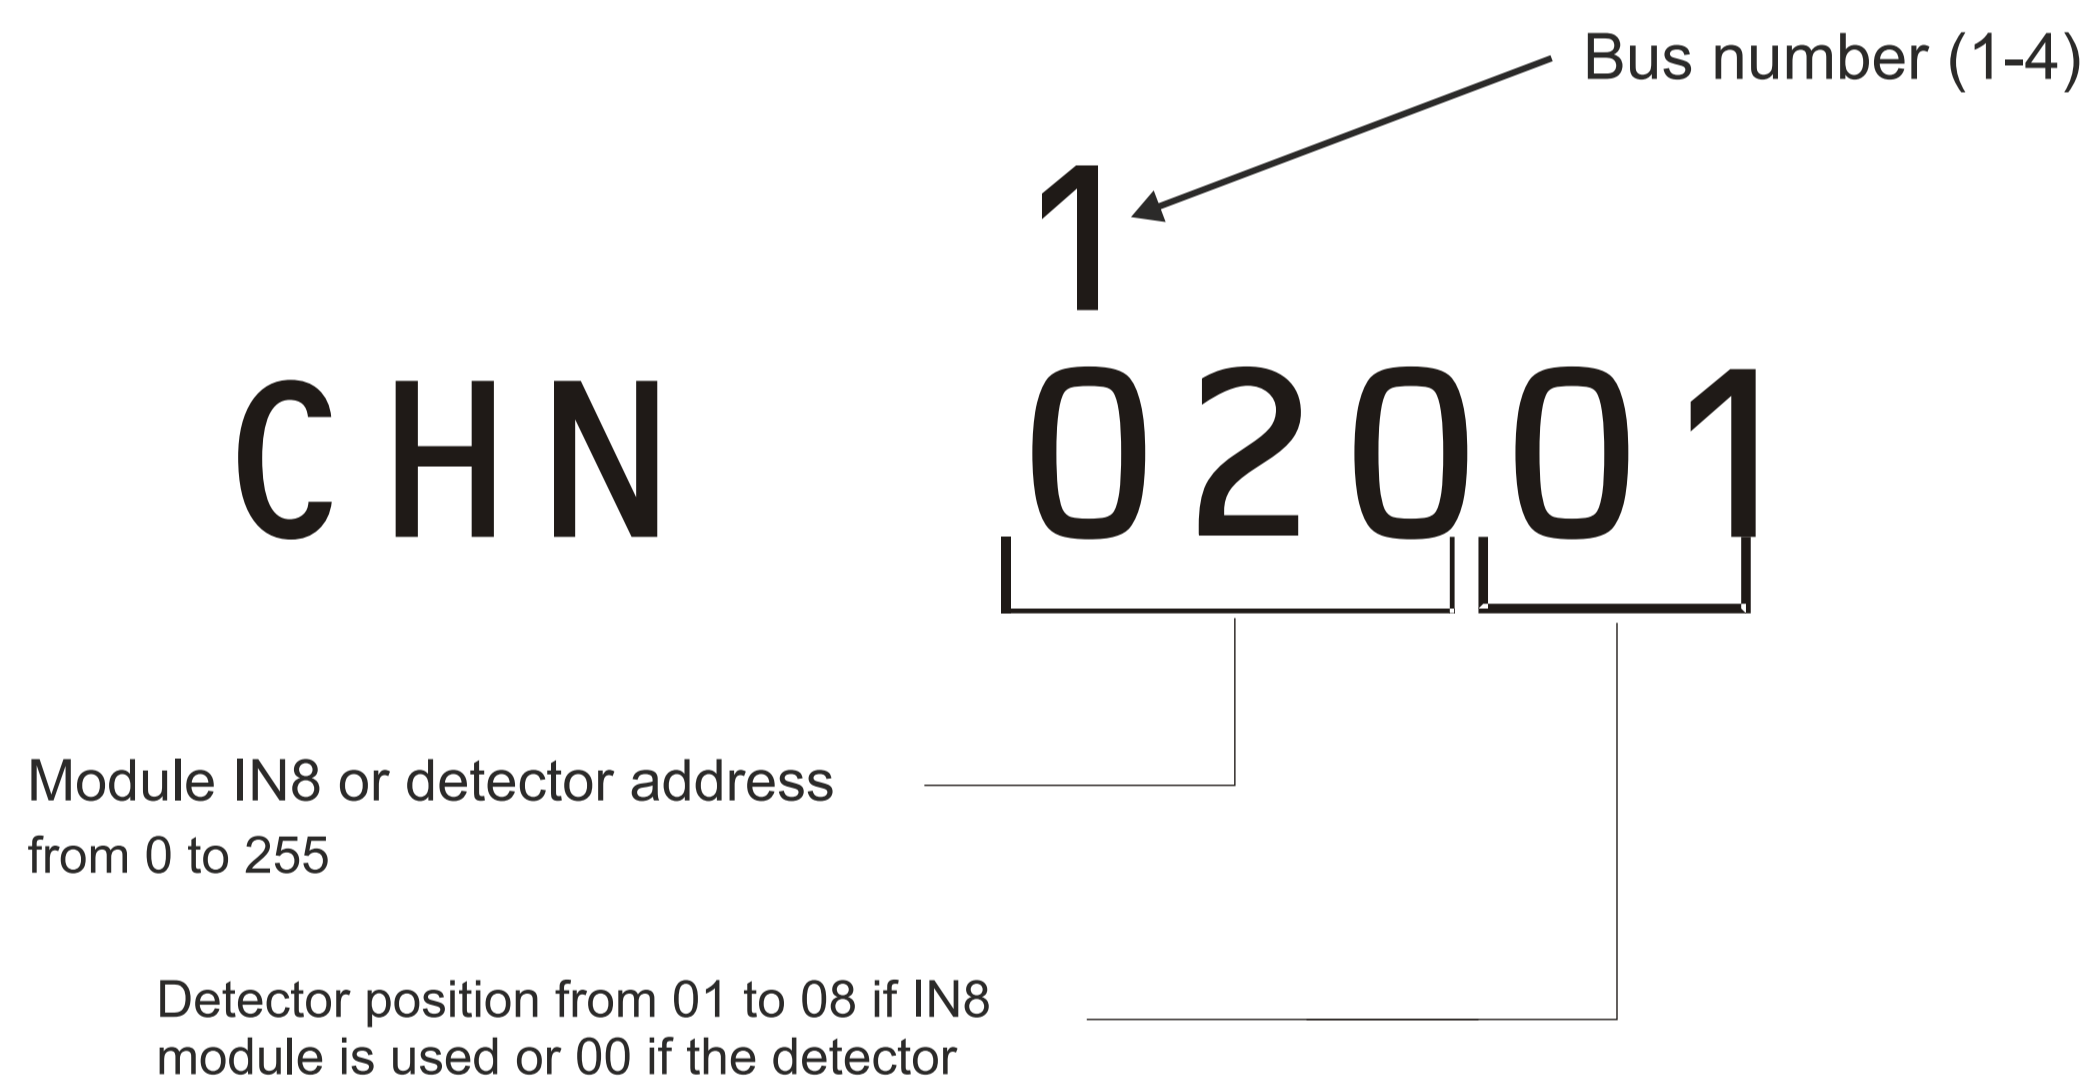 Bus number (1-4)
1
CHN 02001
Module IN8 or detector address
from 0 to 255
Detector position from 01 to 08 if IN8
module is used or 00 if the detector